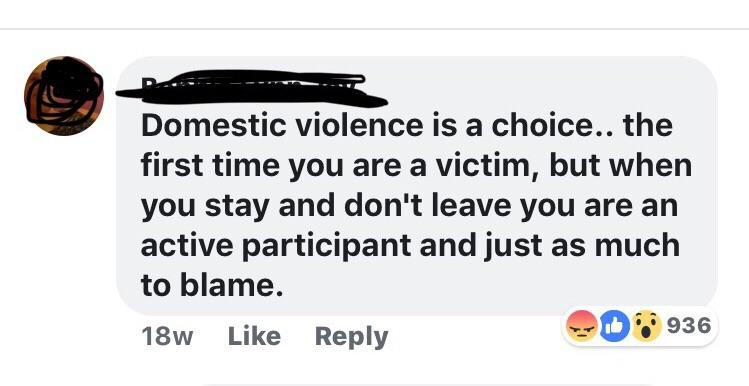 Domestic violence is a choice.. the
first time you are a victim, but when
you stay and don't leave you are an
active participant and just as much
to blame.
18w Like Reply
936